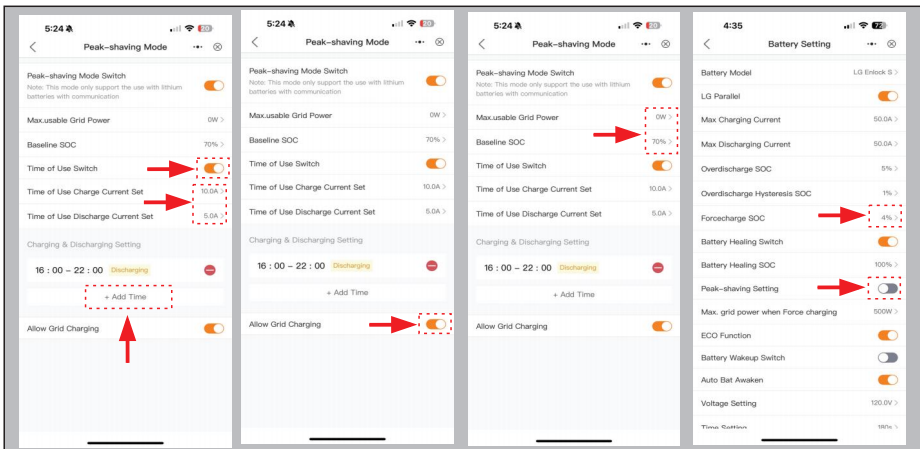 5:24
20
Peak-shaving Mode
Peak-shaving Mode Switch
Note: This mode only support the use with lithium
batteries with communication
Max.usable Grid Power 0W >
Baseline SOC 70% >
Time of Use Switch
Time of Use Charge Current Set 10.0A >
Time of Use Discharge Current Set 5.0A >
Charging & Discharging Setting
16 : 00 – 22 : 00 Discharging
+ Add Time
Allow Grid Charging
5:24
20
Peak-shaving Mode
Peak-shaving Mode Switch
Note: This mode only support the use with lithium
batteries with communication
Max.usable Grid Power 0W >
Baseline SOC 70% >
Time of Use Switch
Time of Use Charge Current Set 10.0A >
Time of Use Discharge Current Set 5.0A >
Charging & Discharging Setting
16 : 00 – 22 : 00 Discharging
+ Add Time
Allow Grid Charging
5:24
20
Peak-shaving Mode
Peak-shaving Mode Switch
Note: This mode only support the use with lithium
batteries with communication
Max.usable Grid Power 0W >
Baseline SOC 70% >
Time of Use Switch
Time of Use Charge Current Set 10.0A >
Time of Use Discharge Current Set 5.0A >
Charging & Discharging Setting
16 : 00 – 22 : 00 Discharging
+ Add Time
Allow Grid Charging
4:35
Battery Setting
Battery Model LG Enlock S >
LG Parallel
Max Charging Current 50.0A >
Max Discharging Current 50.0A >
Overdischarge SOC 5% >
Overdischarge Hysteresis SOC 1% >
Forcecharge SOC 4% >
Battery Healing Switch
Battery Healing SOC 100% >
Peak-shaving Setting
Max. grid power when Force charging 500W >
ECO Function
Battery Wakeup Switch
Auto Bat Awaken
Voltage Setting 120.0V >
Time Setting 180s >